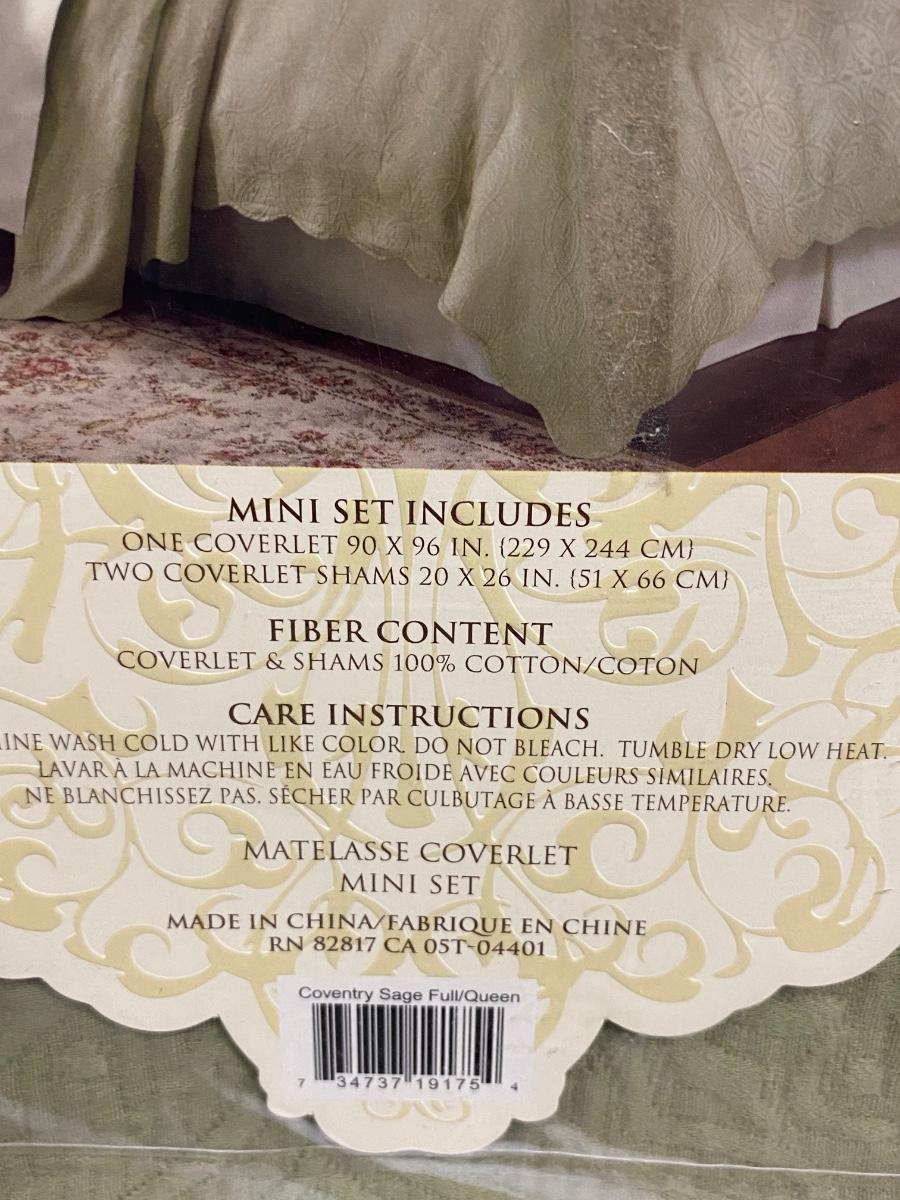 MINI SET INCLUDES
ONE COVERLET 90 X 96 IN. {229 X 244 CM}
TWO COVERLET SHAMS 20 X 26 IN. {51 X 66 CM}
FIBER CONTENT
COVERLET & SHAMS 100% COTTON/COTON
CARE INSTRUCTIONS
INE WASH COLD WITH LIKE COLOR. DO NOT BLEACH. TUMBLE DRY LOW HEAT.
LAVAR À LA MACHINE EN EAU FROIDE AVEC COULEURS SIMILAIRES.
NE BLANCHISSEZ PAS. SÉCHER PAR CULBUTAGE À BASSE TEMPERATURE.
MATELASSE COVERLET
MINI SET
MADE IN CHINA/FABRIQUE EN CHINE
RN 82817 CA 05T-04401
Coventry Sage Full/Queen
7 34737 19175 4